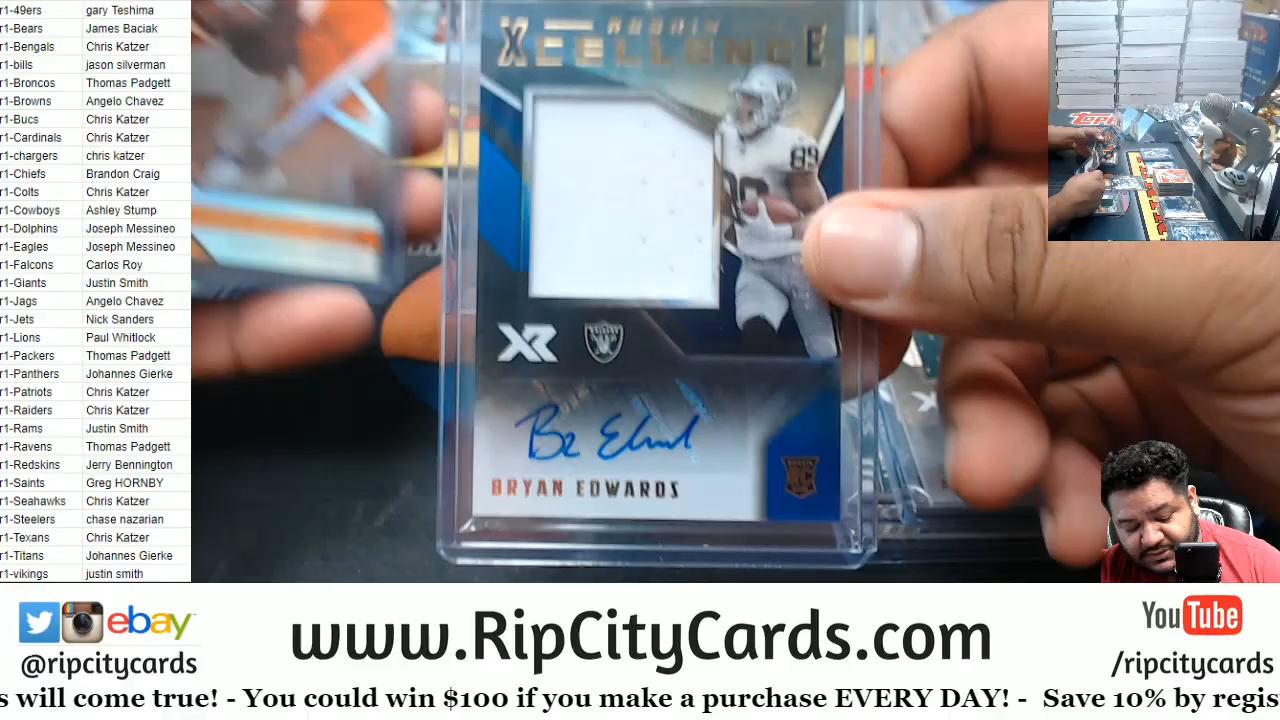 r1-49ers gary Teshima
r1-Bears James Baciak
r1-Bengals Chris Katzer
r1-bills jason silverman
r1-Broncos Thomas Padgett
r1-Browns Angelo Chavez
r1-Bucs Chris Katzer
r1-Cardinals Chris Katzer
r1-chargers chris katzer
r1-Chiefs Brandon Craig
r1-Colts Chris Katzer
r1-Cowboys Ashley Stump
r1-Dolphins Joseph Messineo
r1-Eagles Joseph Messineo
r1-Falcons Carlos Roy
r1-Giants Justin Smith
r1-Jags Angelo Chavez
r1-Jets Nick Sanders
r1-Lions Paul Whitlock
r1-Packers Thomas Padgett
r1-Panthers Johannes Gierke
r1-Patriots Chris Katzer
r1-Raiders Chris Katzer
r1-Rams Justin Smith
r1-Ravens Thomas Padgett
r1-Redskins Jerry Bennington
r1-Saints Greg HORNBY
r1-Seahawks Chris Katzer
r1-Steelers chase nazarian
r1-Texans Chris Katzer
r1-Titans Johannes Gierke
r1-vikings justin smith
ROOKIE
XCELLENCE
89
XR
BRYAN EDWARDS
TOPPS
ebay
@ripcitycards
www.RipCityCards.com
YouTube
/ripcitycards
s will come true! - You could win $100 if you make a purchase EVERY DAY! - Save 10% by regis